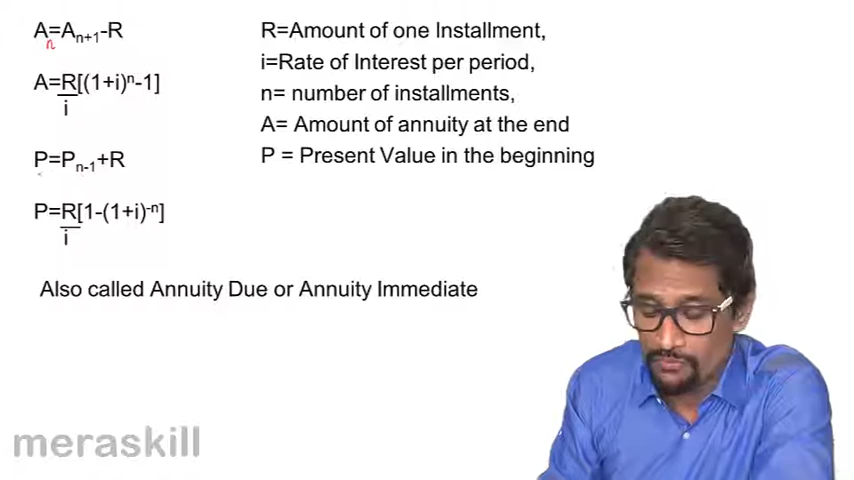 A=Aₙ₊₁-R
n
A=R[(1+i)ⁿ-1]
i
P=Pₙ₋₁+R
P=R[1-(1+i)⁻ⁿ]
i
R=Amount of one Installment,
i=Rate of Interest per period,
n= number of installments,
A= Amount of annuity at the end
P = Present Value in the beginning
Also called Annuity Due or Annuity Immediate
meraskill